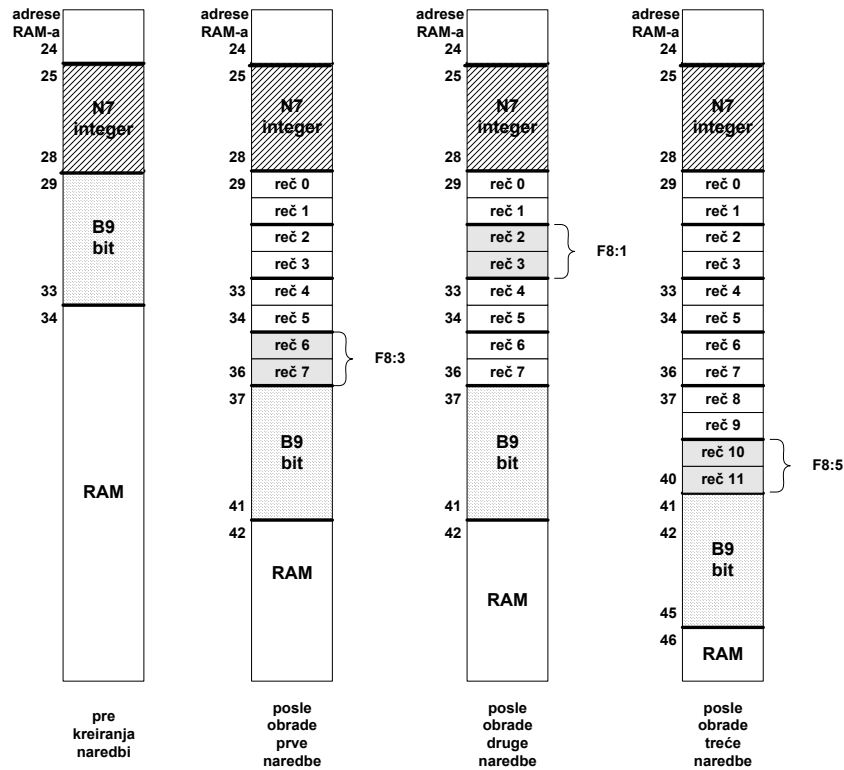 adrese
RAM-a
24
25
N7
integer
28
29
B9
bit
33
34
RAM
pre
kreiranja
naredbi
adrese
RAM-a
24
25
N7
integer
28
29
reč 0
reč 1
reč 2
reč 3
33
reč 4
34
reč 5
reč 6
36
reč 7
F8:3
37
B9
bit
41
42
RAM
posle
obrade
prve
naredbe
adrese
RAM-a
24
25
N7
integer
28
29
reč 0
reč 1
reč 2
reč 3
F8:1
33
reč 4
34
reč 5
reč 6
36
reč 7
37
B9
bit
41
42
RAM
posle
obrade
druge
naredbe
adrese
RAM-a
24
25
N7
integer
28
29
reč 0
reč 1
reč 2
reč 3
33
reč 4
34
reč 5
reč 6
36
reč 7
37
reč 8
reč 9
reč 10
40
reč 11
F8:5
41
42
B9
bit
45
46
RAM
posle
obrade
treće
naredbe